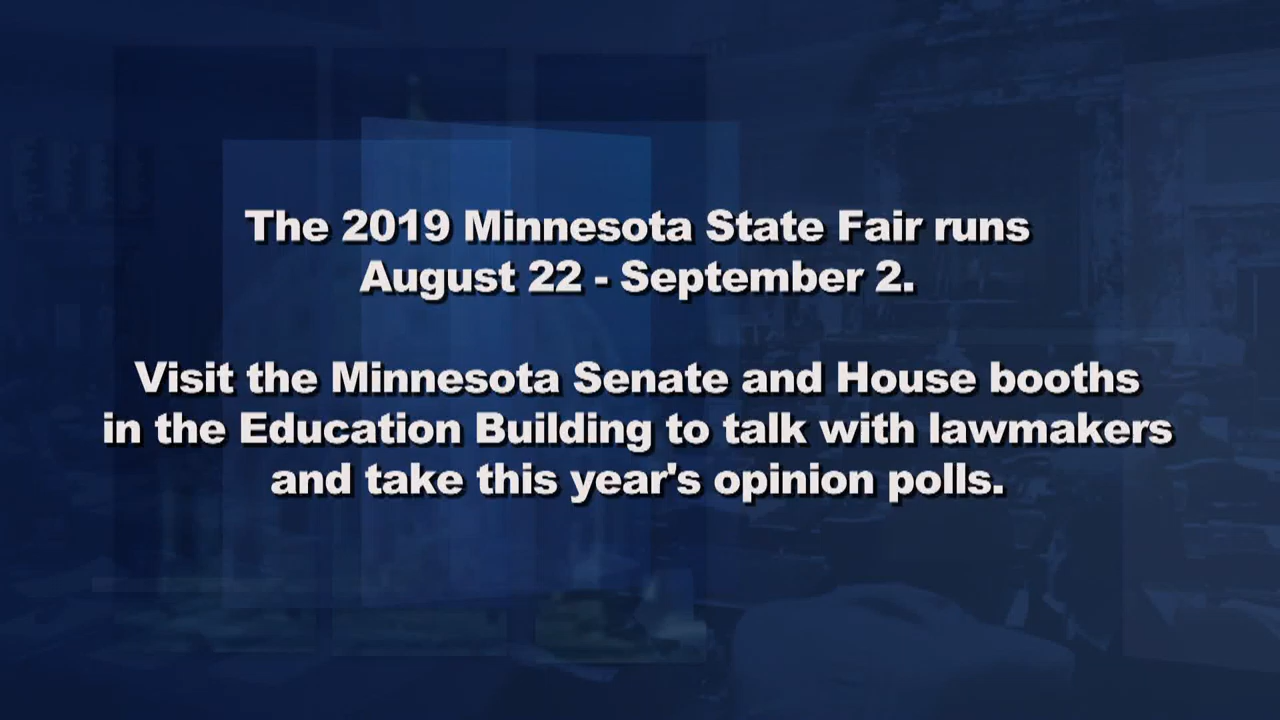 The 2019 Minnesota State Fair runs
August 22 - September 2.
Visit the Minnesota Senate and House booths
in the Education Building to talk with lawmakers
and take this year's opinion polls.